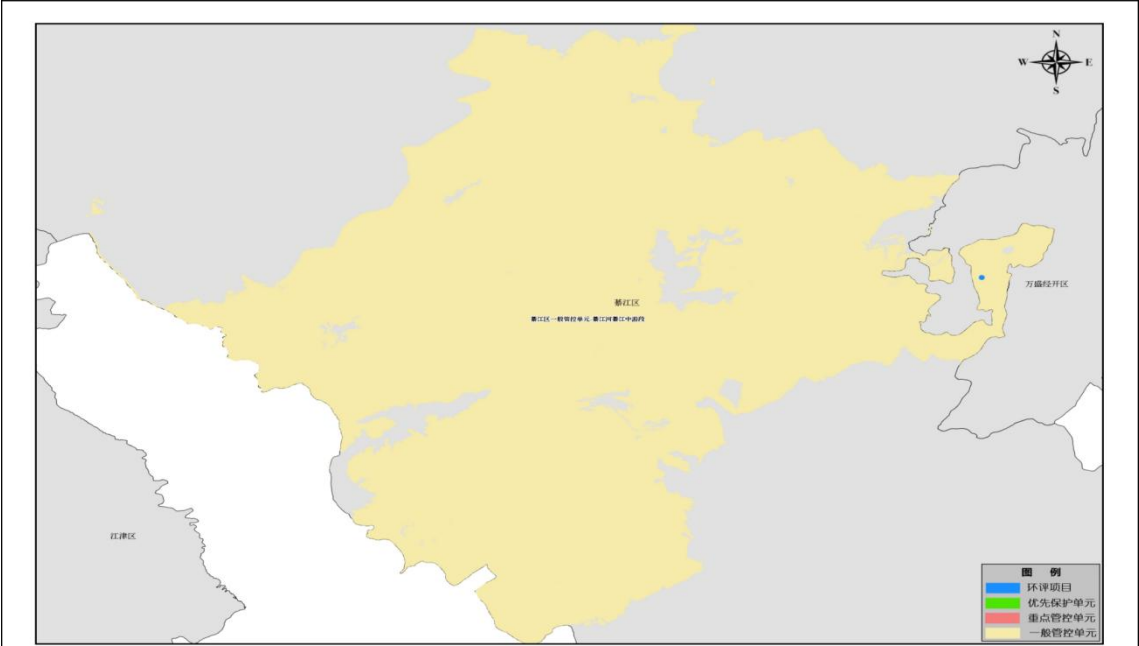 N
W E
S
万盛经开区
綦江区
綦江区一般管控单元-綦江河綦江中游段
江津区
图 例
环评项目
优先保护单元
重点管控单元
一般管控单元